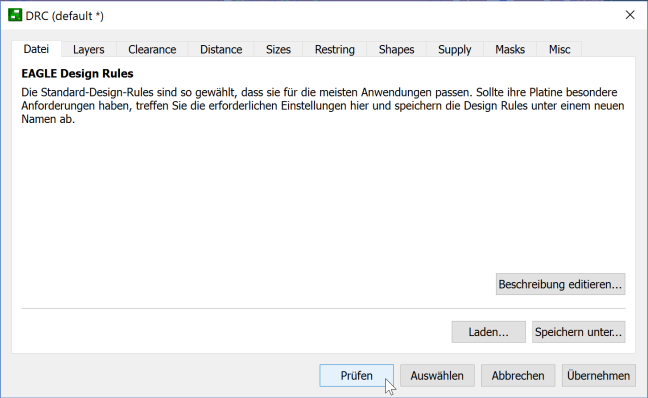 DRC (default *)
Datei Layers Clearance Distance Sizes Restring Shapes Supply Masks Misc
EAGLE Design Rules
Die Standard-Design-Rules sind so gewählt, dass sie für die meisten Anwendungen passen. Sollte ihre Platine besondere
Anforderungen haben, treffen Sie die erforderlichen Einstellungen hier und speichern die Design Rules unter einem neuen
Namen ab.
Beschreibung editieren...
Laden... Speichern unter...
Prüfen Auswählen Abbrechen Übernehmen